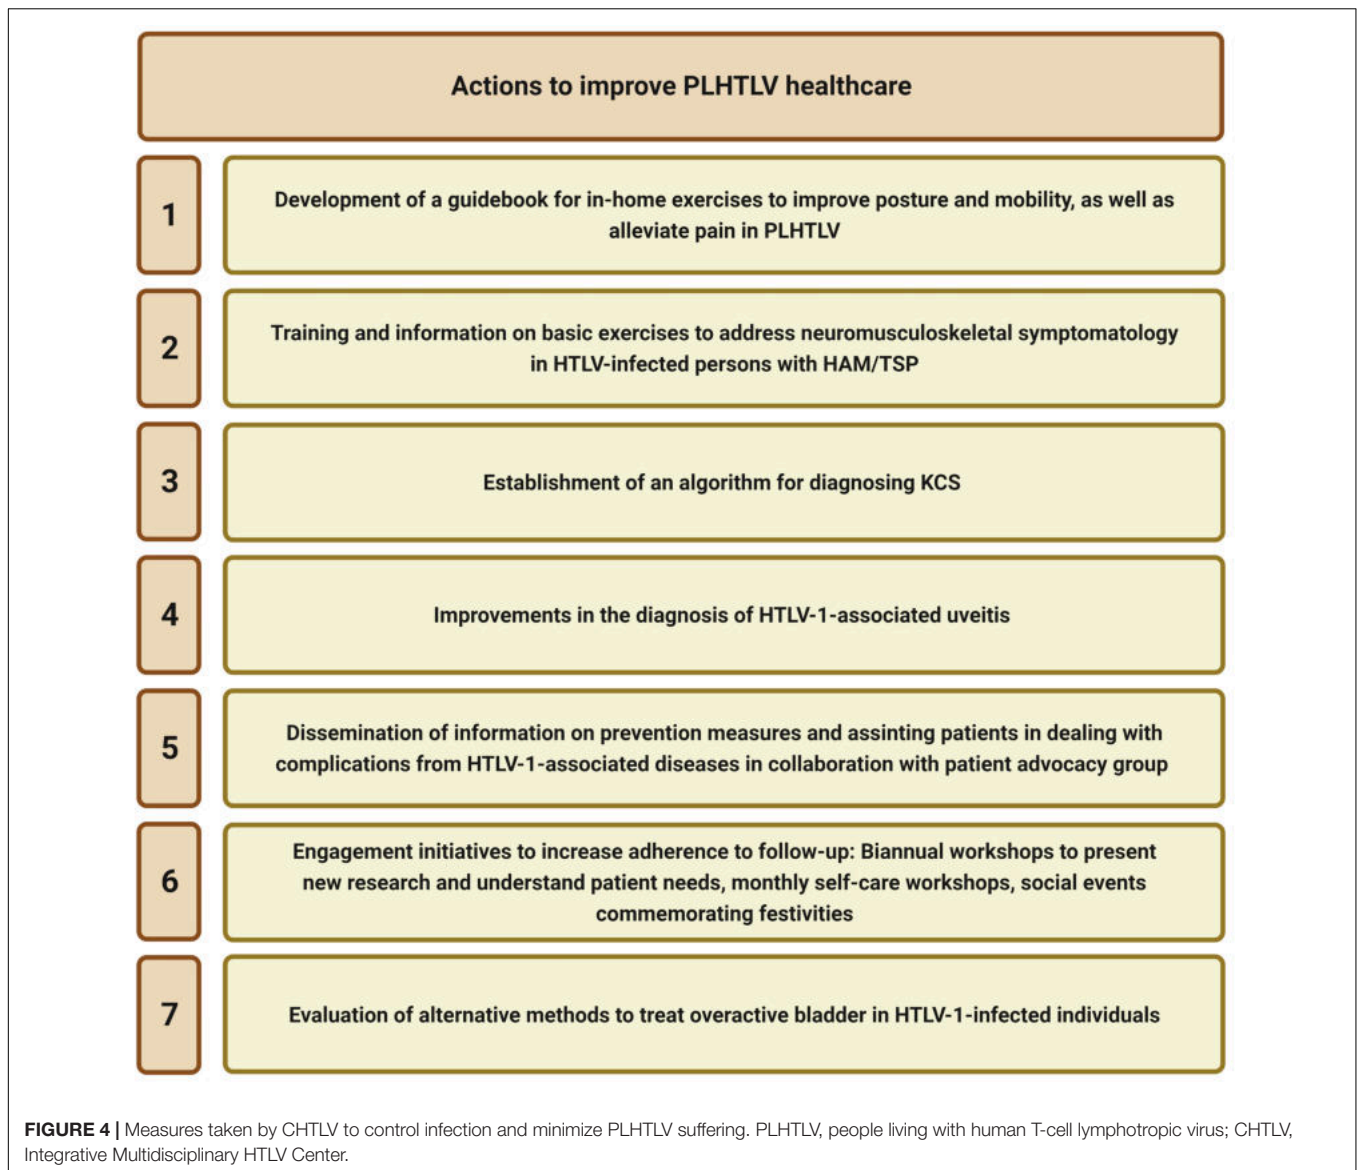 Actions to improve PLHTLV healthcare
1
Development of a guidebook for in-home exercises to improve posture and mobility, as well as
alleviate pain in PLHTLV
2
Training and information on basic exercises to address neuromusculoskeletal symptomatology
in HTLV-infected persons with HAM/TSP
3
Establishment of an algorithm for diagnosing KCS
4
Improvements in the diagnosis of HTLV-1-associated uveitis
5
Dissemination of information on prevention measures and assinting patients in dealing with
complications from HTLV-1-associated diseases in collaboration with patient advocacy group
6
Engagement initiatives to increase adherence to follow-up: Biannual workshops to present
new research and understand patient needs, monthly self-care workshops, social events
commemorating festivities
7
Evaluation of alternative methods to treat overactive bladder in HTLV-1-infected individuals
FIGURE 4 | Measures taken by CHTLV to control infection and minimize PLHTLV suffering. PLHTLV, people living with human T-cell lymphotropic virus; CHTLV,
Integrative Multidisciplinary HTLV Center.